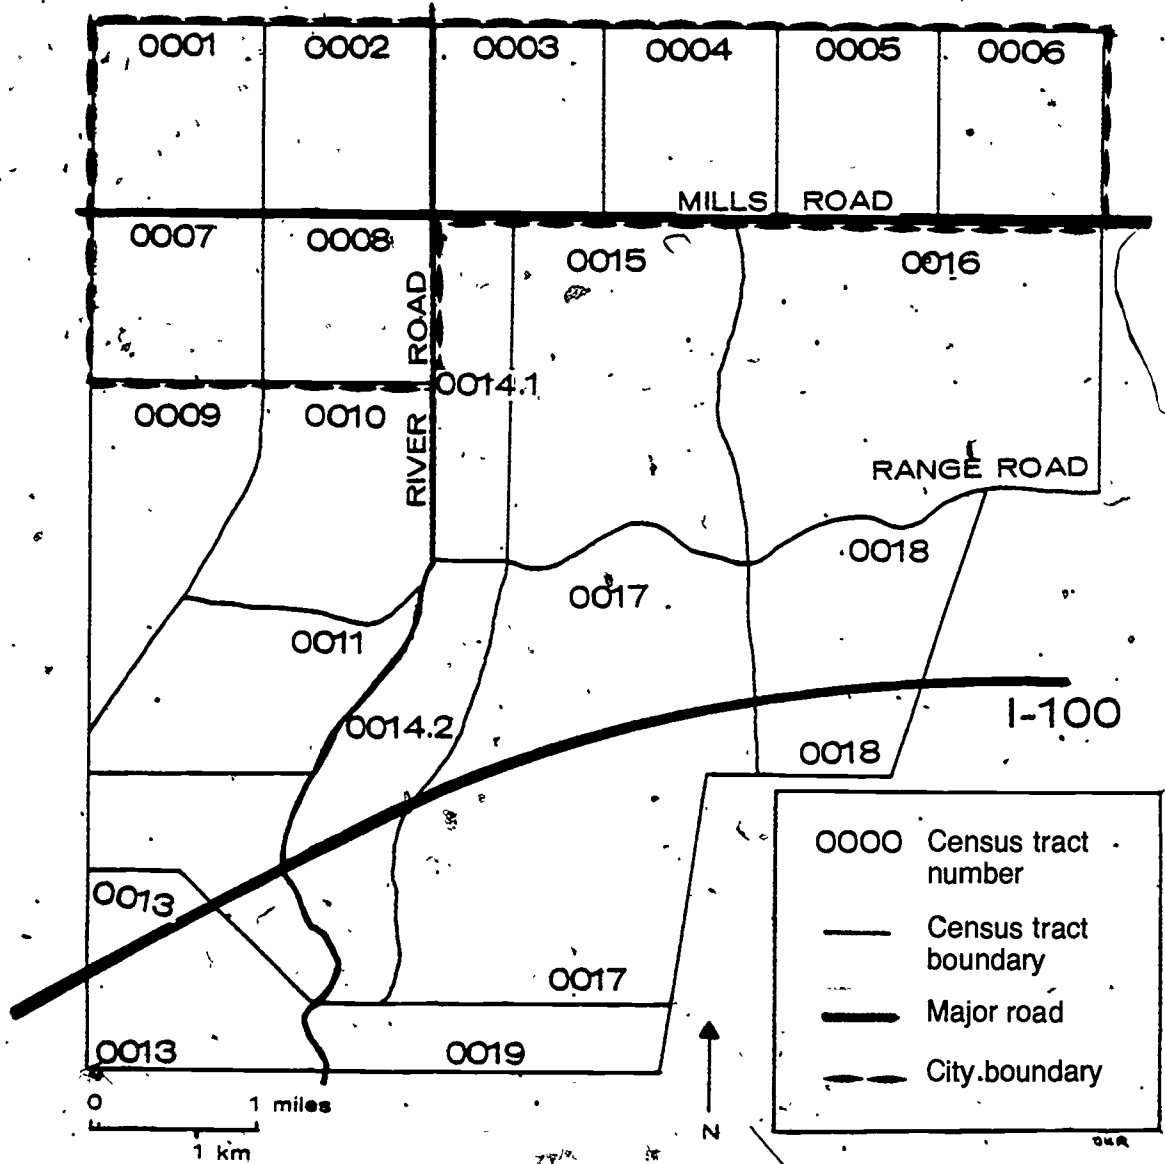 0001 0002 0003 0004 0005 0006
MILLS ROAD
0007 0008 0015 0016
RIVER ROAD
0014.1
0009 0010
RIVER ROAD
RANGE ROAD
0018
0017
0011
0014.2
I-100
0018
0013
0017
0013 0019
0 1 miles
1 km
N
0000 Census tract
number
Census tract
boundary
Major road
City boundary